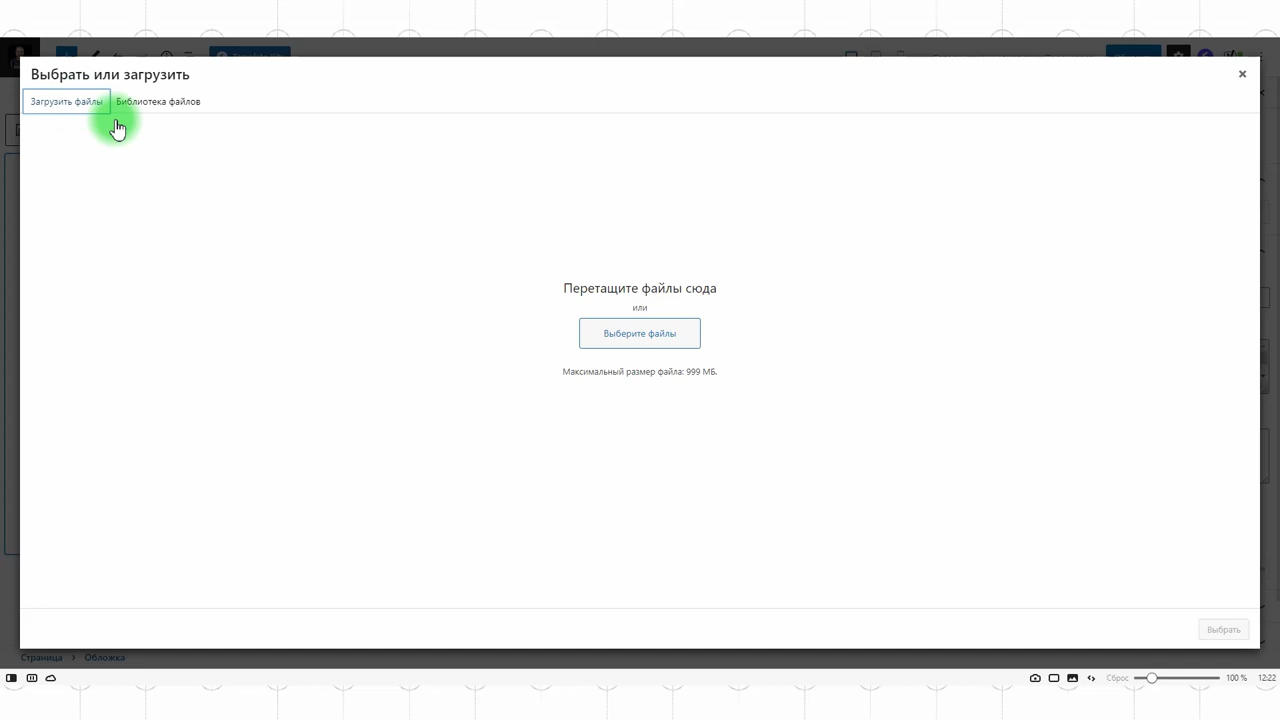 Выбрать или загрузить
Загрузить файлы
Библиотека файлов
Перетащите файлы сюда
или
Выберите файлы
Максимальный размер файла: 999 МБ.
Выбрать
Страница > Обложка
Сброс
100 %
12:22